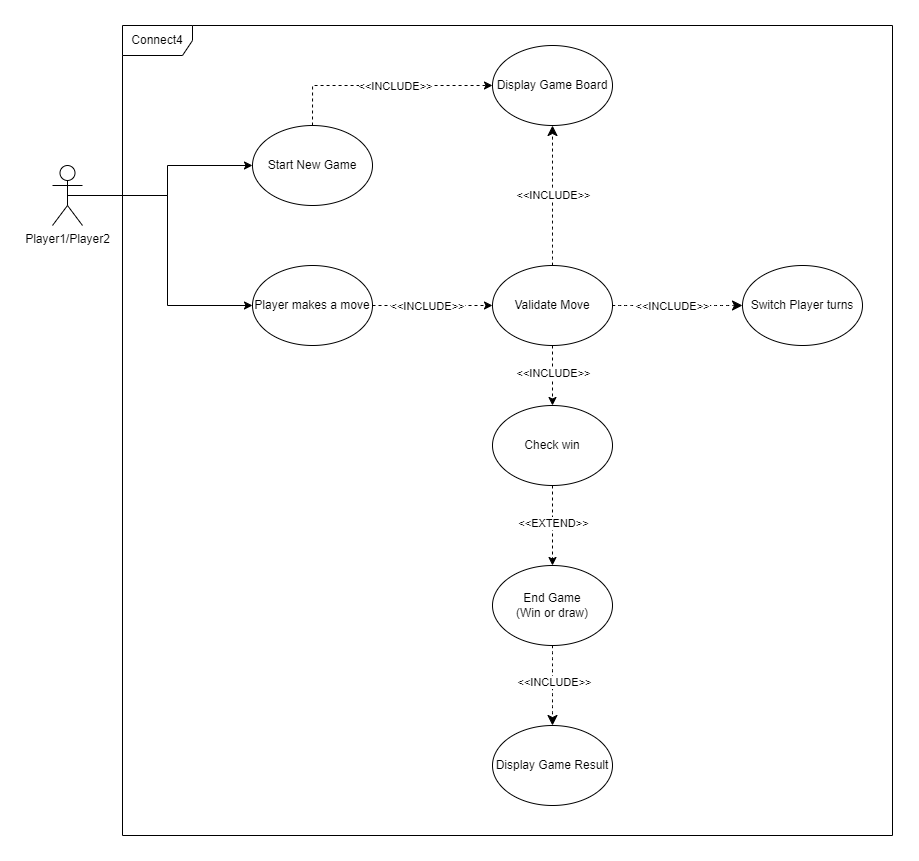 Connect4
<<INCLUDE>>
Display Game Board
Start New Game
<<INCLUDE>>
Player1/Player2
Player makes a move
<<INCLUDE>>
Validate Move
<<INCLUDE>>
Switch Player turns
<<INCLUDE>>
Check win
<<EXTEND>>
End Game
(Win or draw)
<<INCLUDE>>
Display Game Result